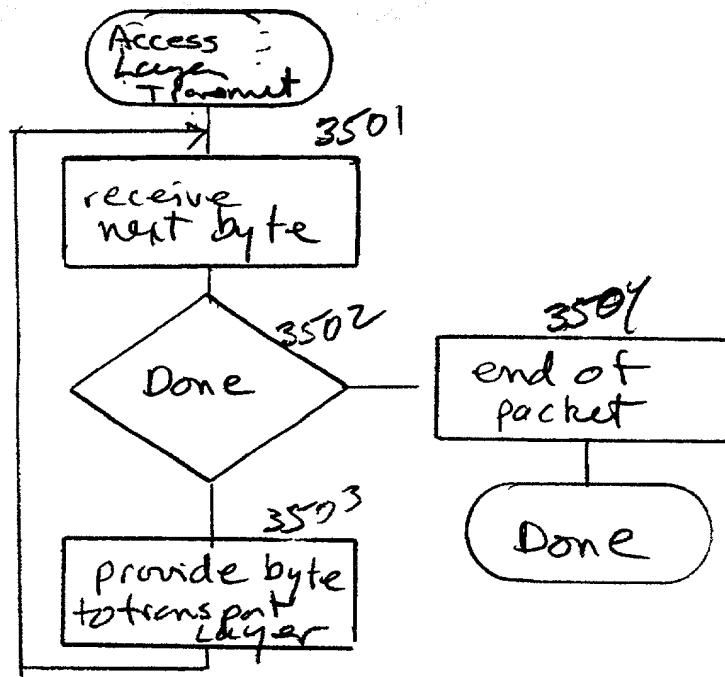 Access
Layer
Transmit
3501
receive
next byte
3502
Done
3504
end of
packet
3503
provide byte
to transport
Layer
Done